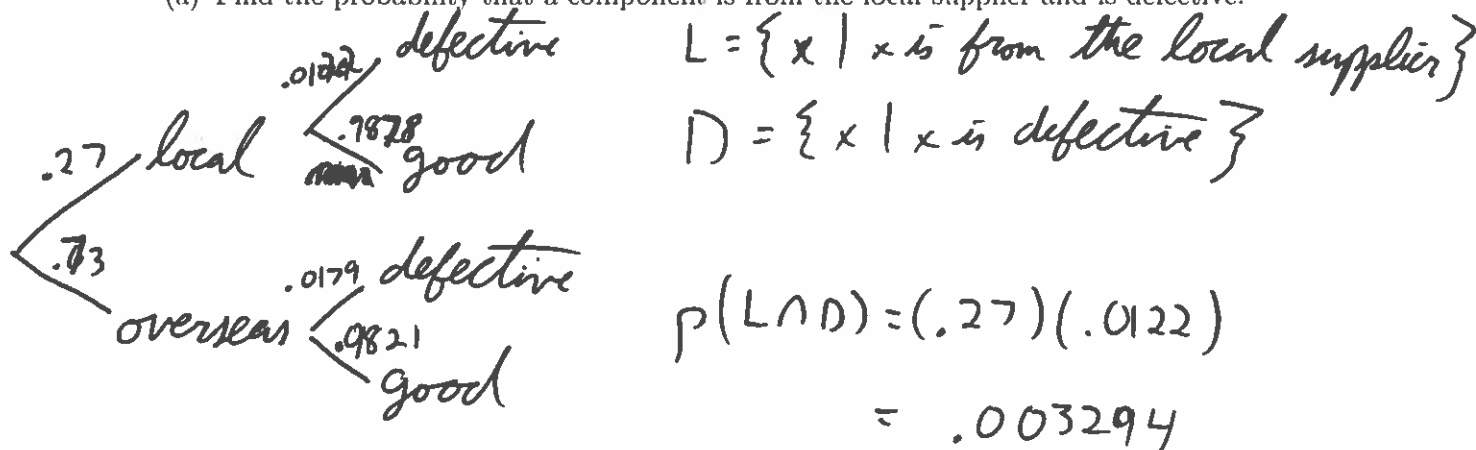 (a) Find the probability that a component is from the local supplier and is defective.
.0122 defective
L = { x | x is from the local supplier }
.27 local
.9878 good
D = { x | x is defective }
.73 overseas
.0179 defective
.9821 good
p(L∩D) = (.27)(.0122)
= .003294